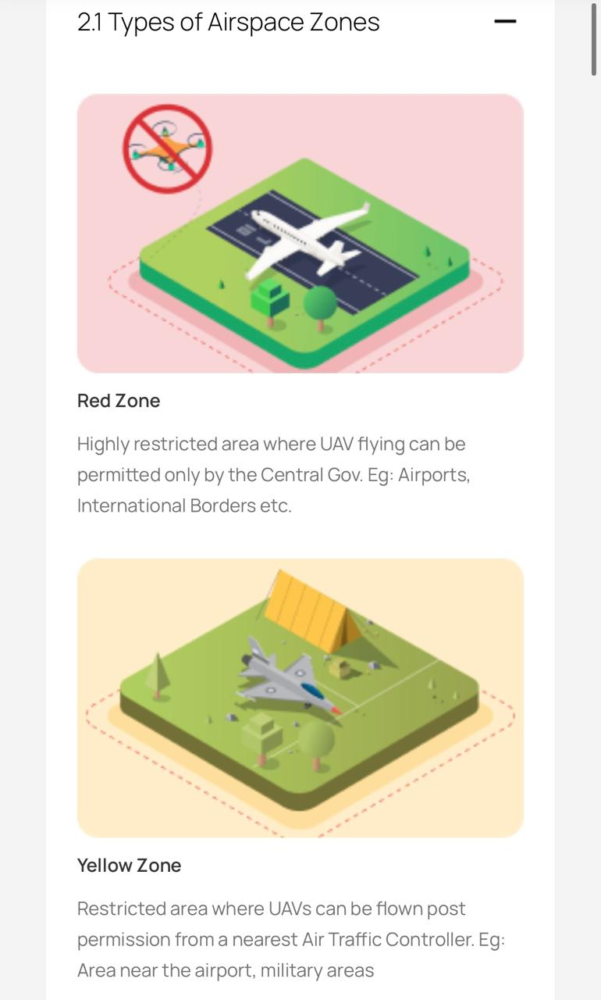 2.1 Types of Airspace Zones
Red Zone
Highly restricted area where UAV flying can be
permitted only by the Central Gov. Eg: Airports,
International Borders etc.
Yellow Zone
Restricted area where UAVs can be flown post
permission from a nearest Air Traffic Controller. Eg:
Area near the airport, military areas